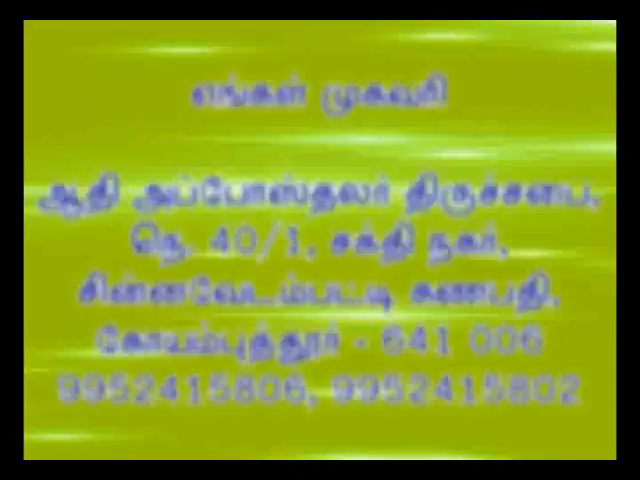 எங்கள் முகவரி
ஆதி அப்போஸ்தலர் திருச்சபை,
நெ. 40/1, சக்தி நகர்,
சின்னவேடம்பட்டி கணபதி,
கோயம்புத்தூர் - 641 006
9952415806, 9952415802